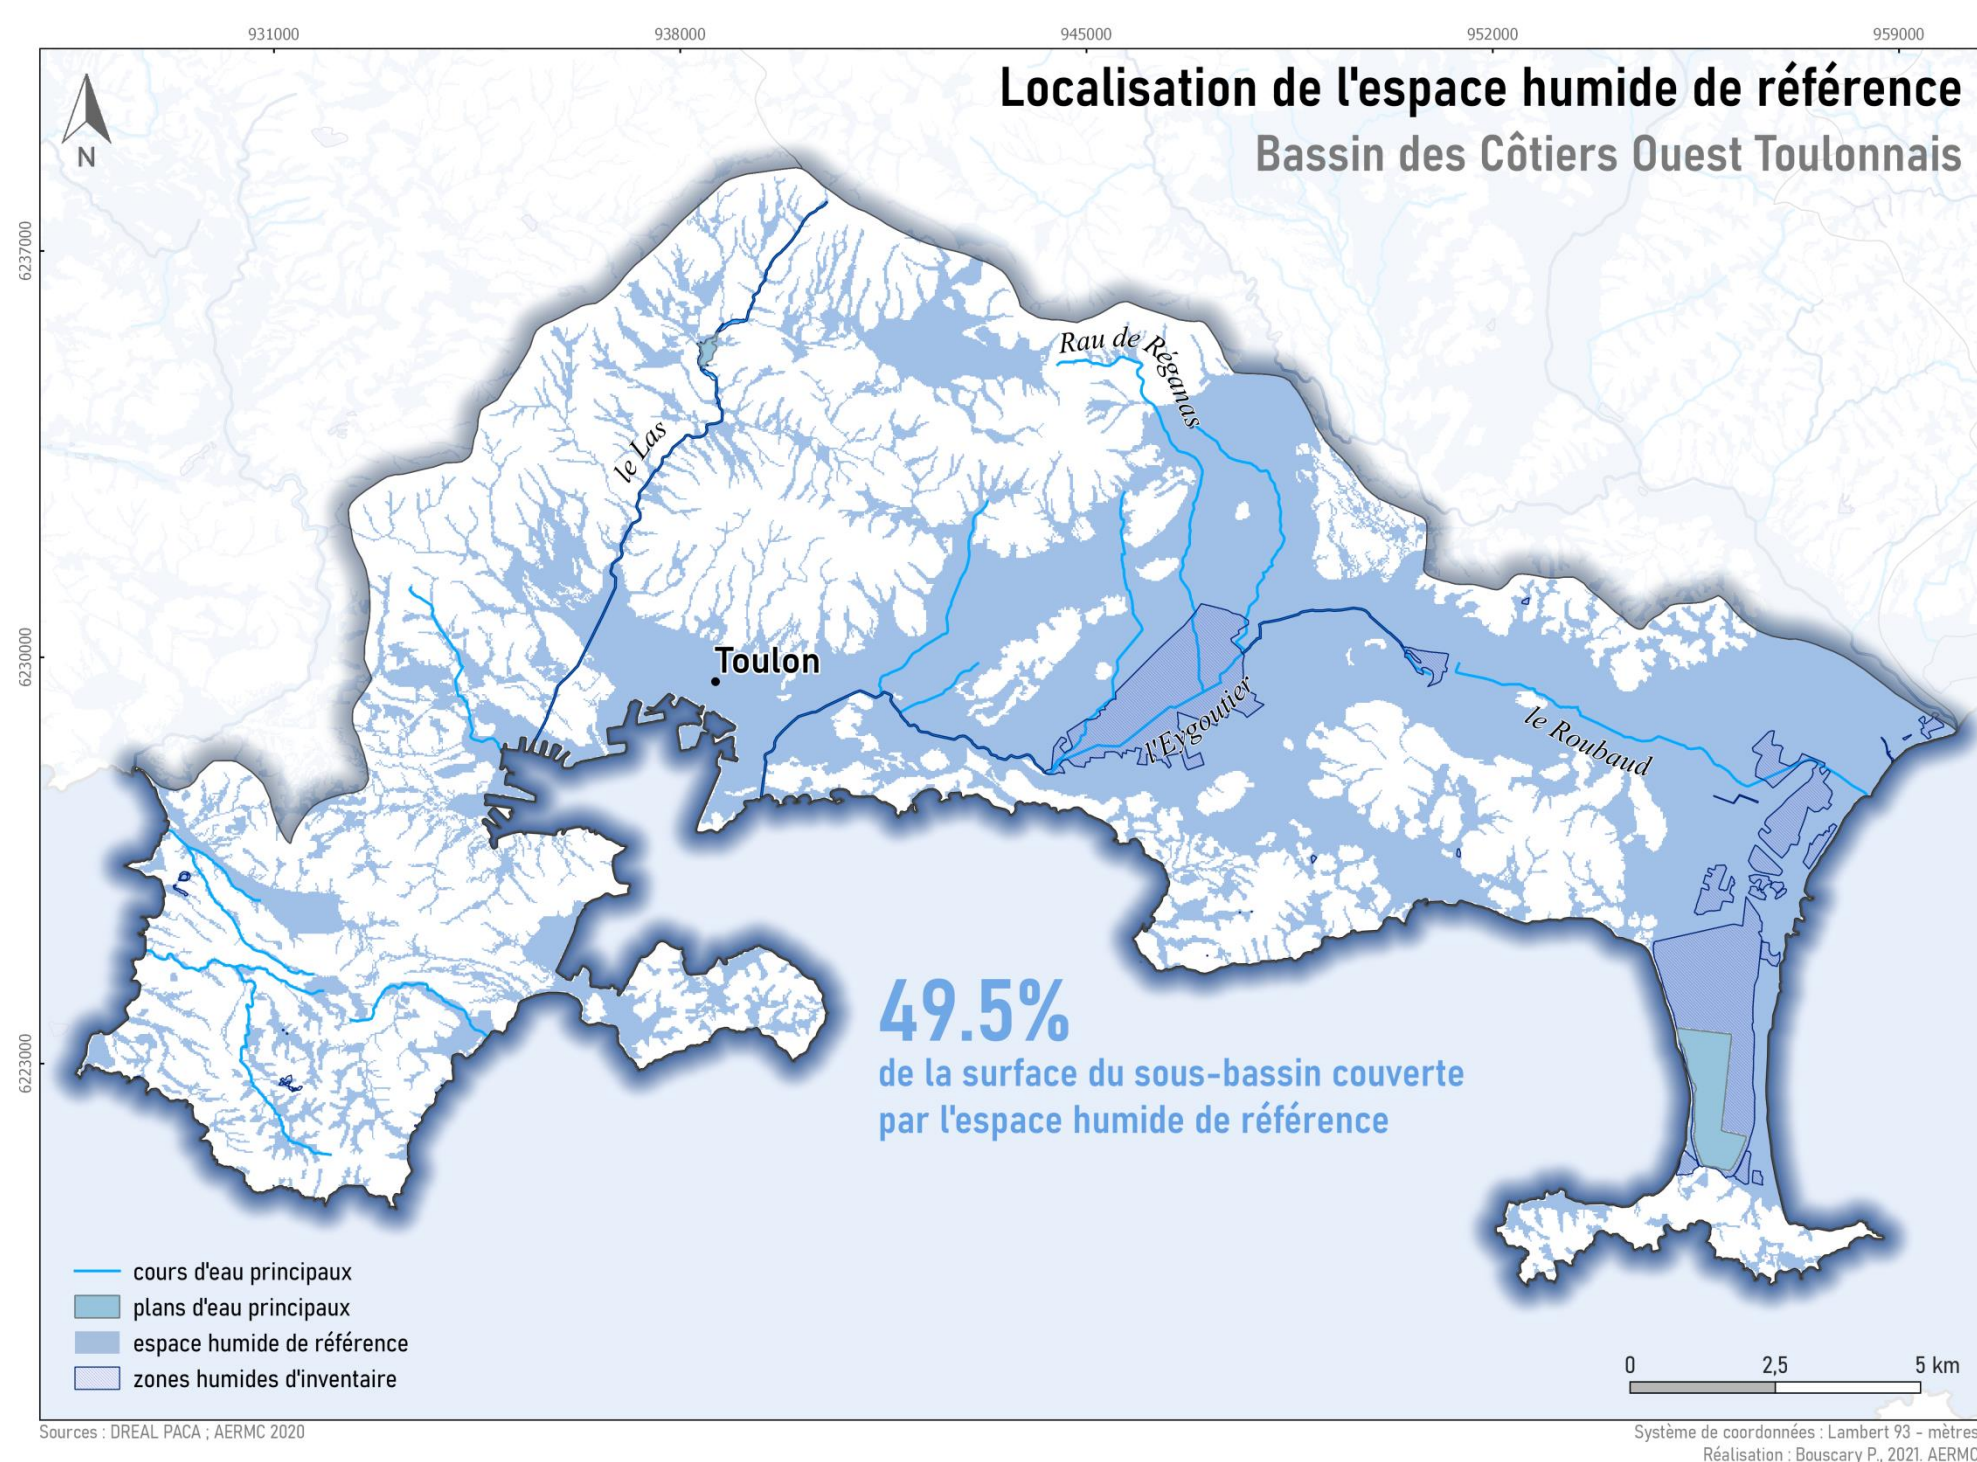 931000
938000
945000
952000
959000
Localisation de l'espace humide de référence
Bassin des Côtiers Ouest Toulonnais
N
6237000
6230000
6223000
Rau de Réganas
le Las
Toulon
l'Eygoutier
le Roubaud
49.5%
de la surface du sous-bassin couverte
par l'espace humide de référence
cours d'eau principaux
plans d'eau principaux
espace humide de référence
zones humides d'inventaire
0
2,5
5 km
Sources : DREAL PACA ; AERMC 2020
Système de coordonnées : Lambert 93 - mètres
Réalisation : Bouscary P., 2021. AERMC